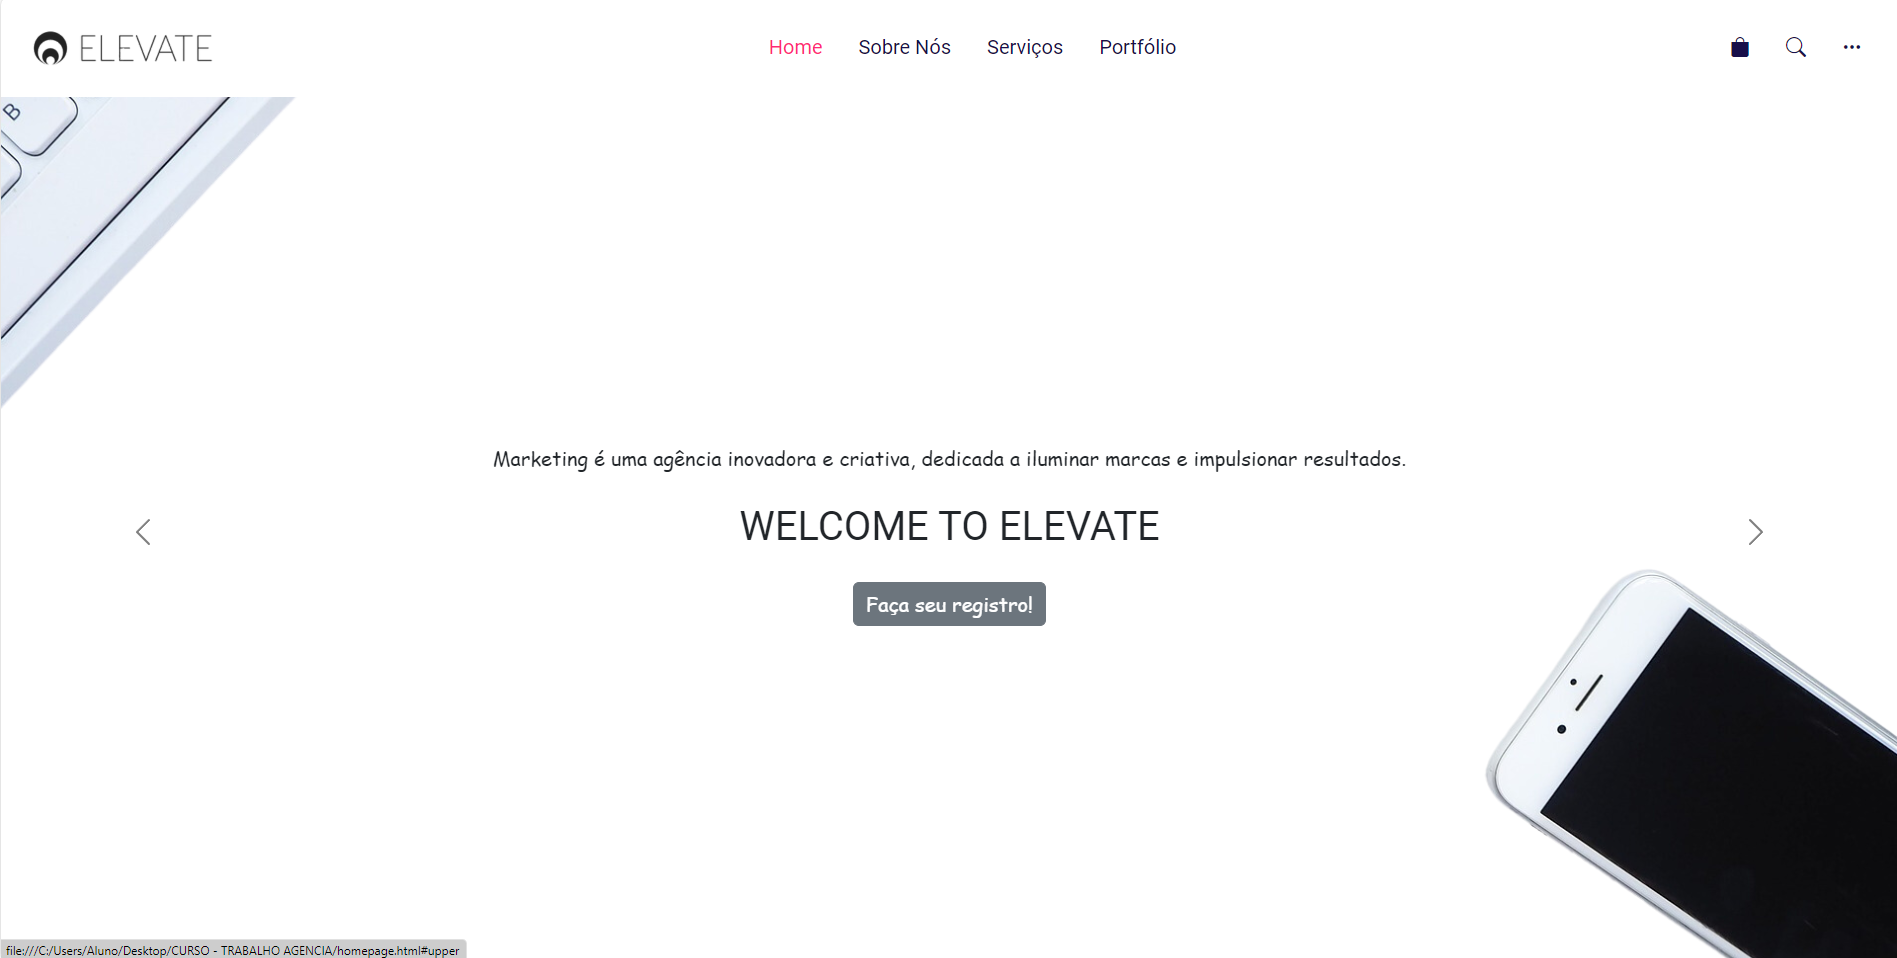 ELEVATE
Home Sobre Nós Serviços Portfólio
B
Marketing é uma agência inovadora e criativa, dedicada a iluminar marcas e impulsionar resultados.
WELCOME TO ELEVATE
Faça seu registro!
file:///C:/Users/Aluno/Desktop/CURSO - TRABALHO AGENCIA/homepage.html#upper